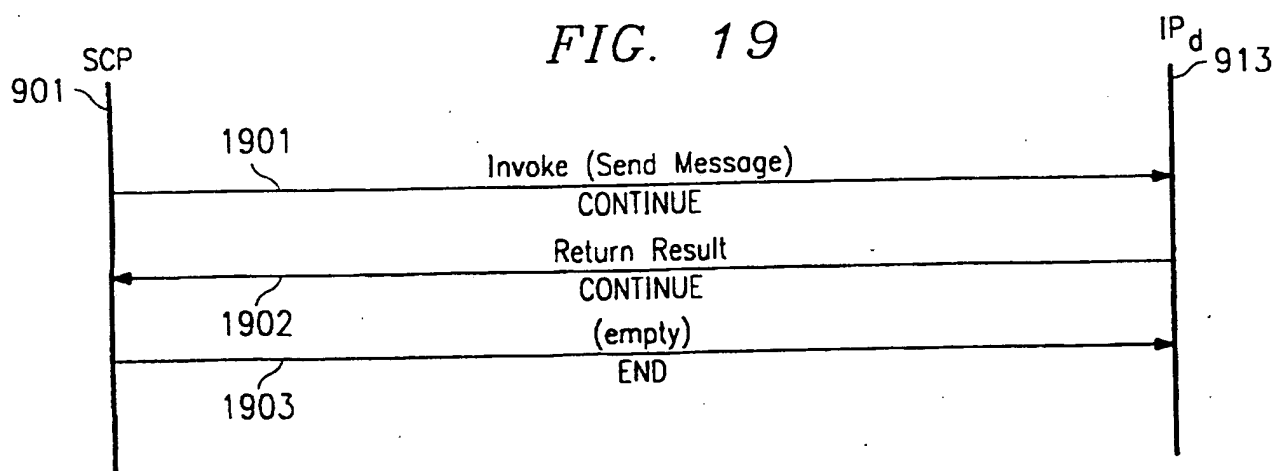 FIG. 19
SCP
901
IPd
913
1901
Invoke (Send Message)
CONTINUE
Return Result
CONTINUE
1902
(empty)
END
1903